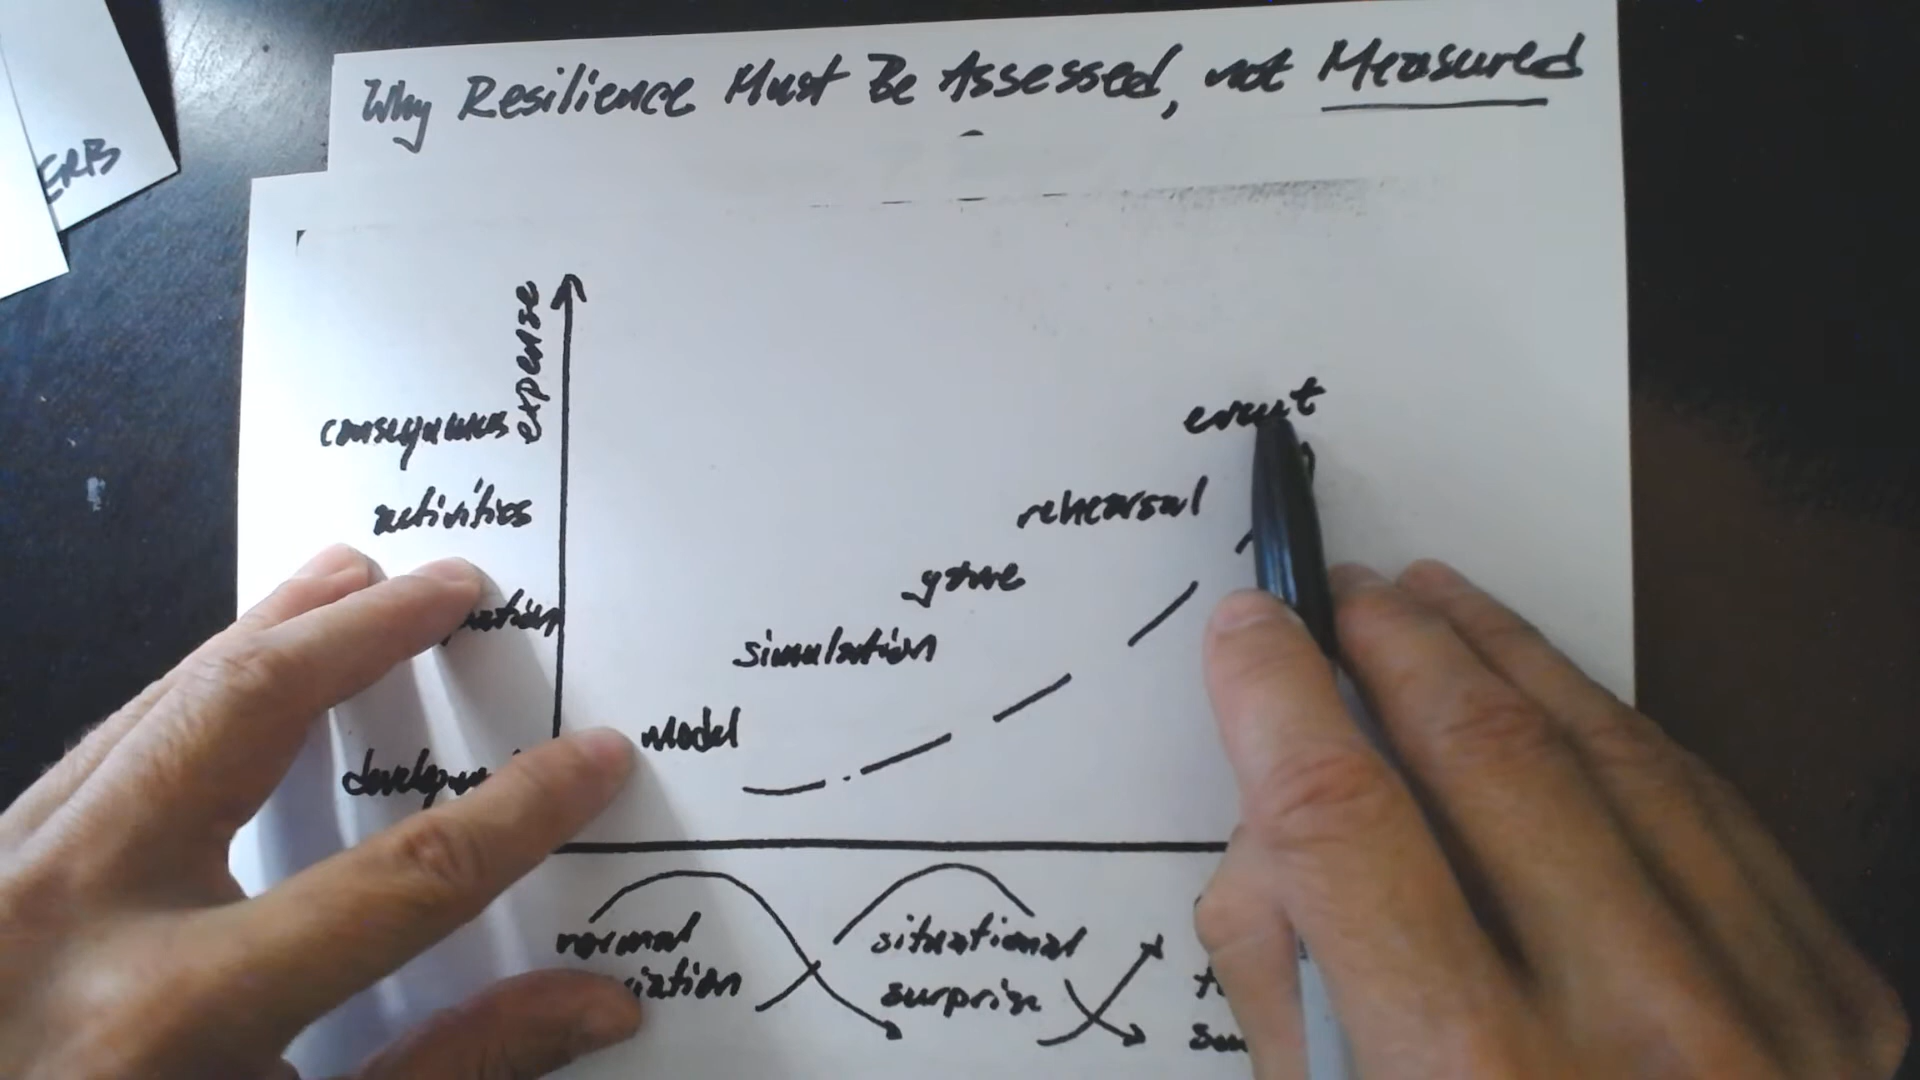 Why Resilience Must Be Assessed, not Measured
ERB
expense
consequences
activities
event
rehearsal
game
simulation
model
normal
situational
surprise